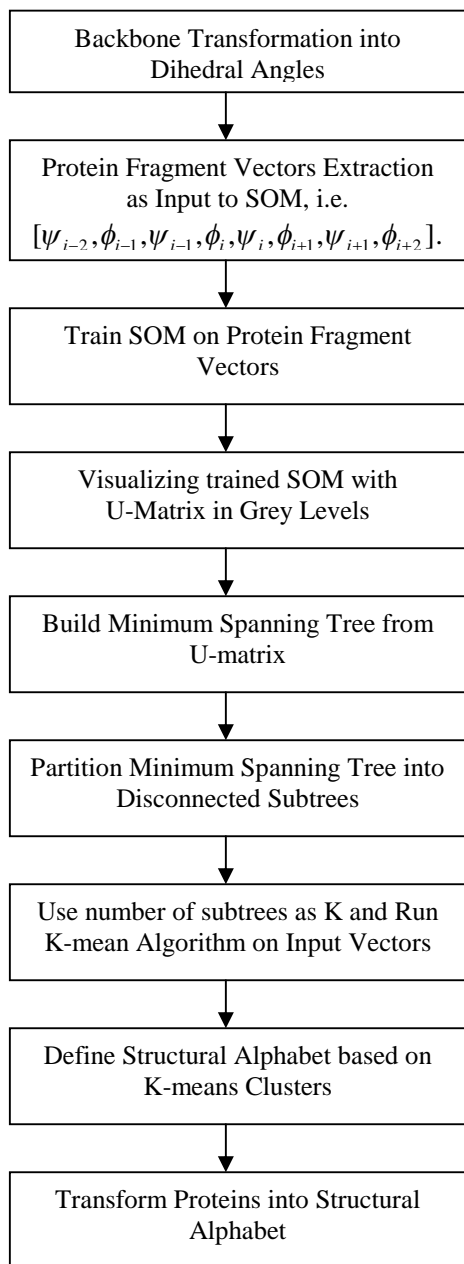 Backbone Transformation into
Dihedral Angles
Protein Fragment Vectors Extraction
as Input to SOM, i.e.
[ψ_{i−2}, ϕ_{i−1}, ψ_{i−1}, ϕ_i, ψ_i, ϕ_{i+1}, ψ_{i+1}, ϕ_{i+2}].
Train SOM on Protein Fragment
Vectors
Visualizing trained SOM with
U-Matrix in Grey Levels
Build Minimum Spanning Tree from
U-matrix
Partition Minimum Spanning Tree into
Disconnected Subtrees
Use number of subtrees as K and Run
K-mean Algorithm on Input Vectors
Define Structural Alphabet based on
K-means Clusters
Transform Proteins into Structural
Alphabet